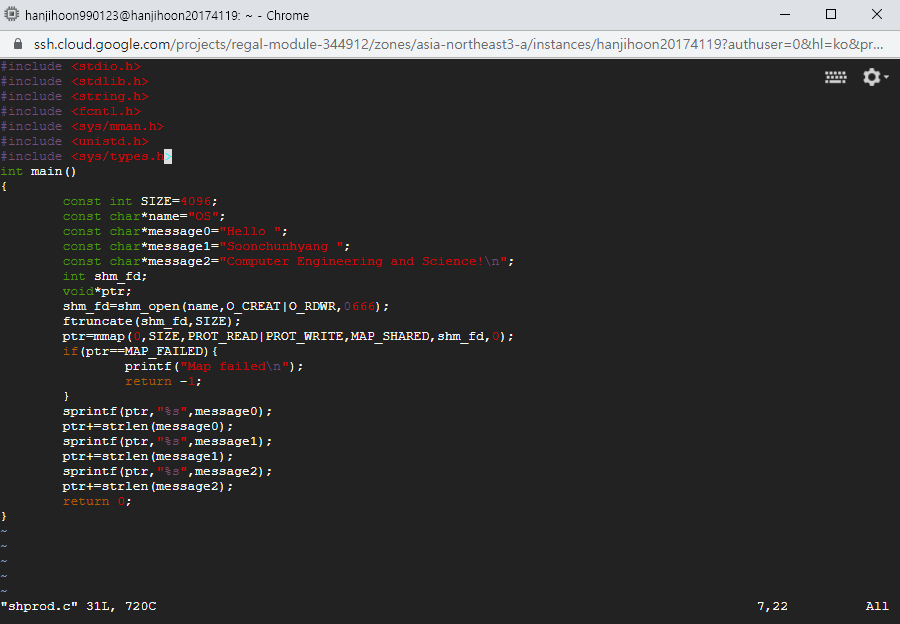 hanjihoon990123@hanjihoon20174119: ~ - Chrome
ssh.cloud.google.com/projects/regal-module-344912/zones/asia-northeast3-a/instances/hanjihoon20174119?authuser=0&hl=ko&pr...
#include <stdio.h>
#include <stdlib.h>
#include <string.h>
#include <fcntl.h>
#include <sys/mman.h>
#include <unistd.h>
#include <sys/types.h>
int main()
{
        const int SIZE=4096;
        const char*name="OS";
        const char*message0="Hello ";
        const char*message1="Soonchunhyang ";
        const char*message2="Computer Engineering and Science!\n";
        int shm_fd;
        void*ptr;
        shm_fd=shm_open(name,O_CREAT|O_RDWR,0666);
        ftruncate(shm_fd,SIZE);
        ptr=mmap(0,SIZE,PROT_READ|PROT_WRITE,MAP_SHARED,shm_fd,0);
        if(ptr==MAP_FAILED){
                printf("Map failed\n");
                return -1;
        }
        sprintf(ptr,"%s",message0);
        ptr+=strlen(message0);
        sprintf(ptr,"%s",message1);
        ptr+=strlen(message1);
        sprintf(ptr,"%s",message2);
        ptr+=strlen(message2);
        return 0;
}
~
~
~
~
~
"shprod.c" 31L, 720C 7,22 All